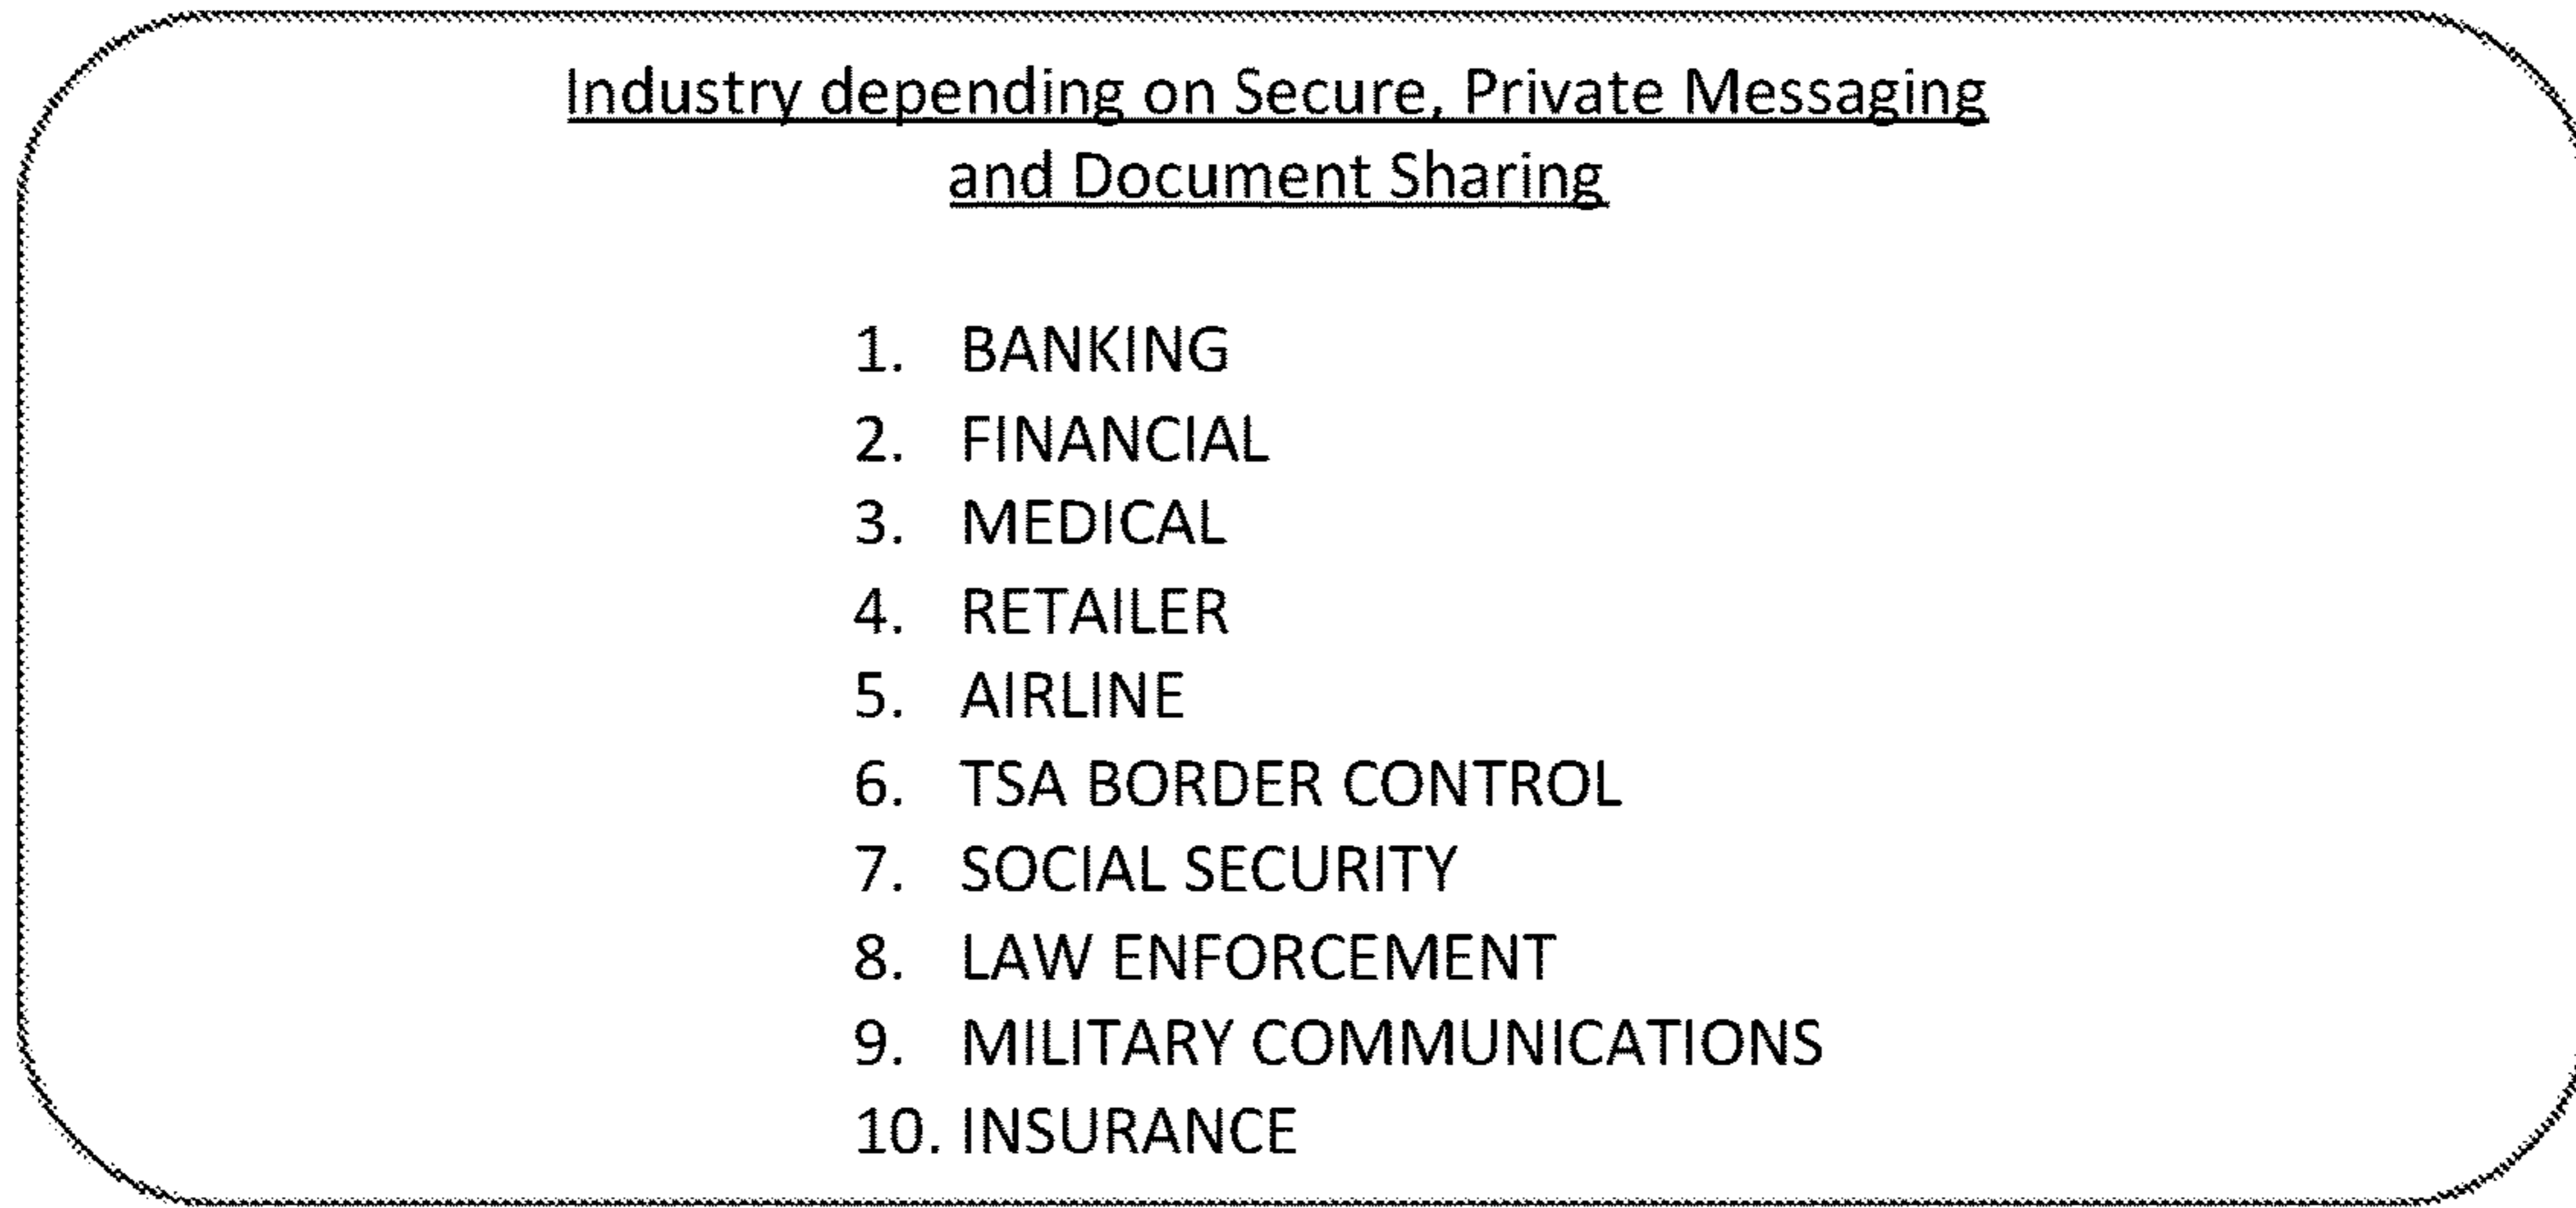 Industry depending on Secure, Private Messaging
and Document Sharing
1. BANKING
2. FINANCIAL
3. MEDICAL
4. RETAILER
5. AIRLINE
6. TSA BORDER CONTROL
7. SOCIAL SECURITY
8. LAW ENFORCEMENT
9. MILITARY COMMUNICATIONS
10. INSURANCE